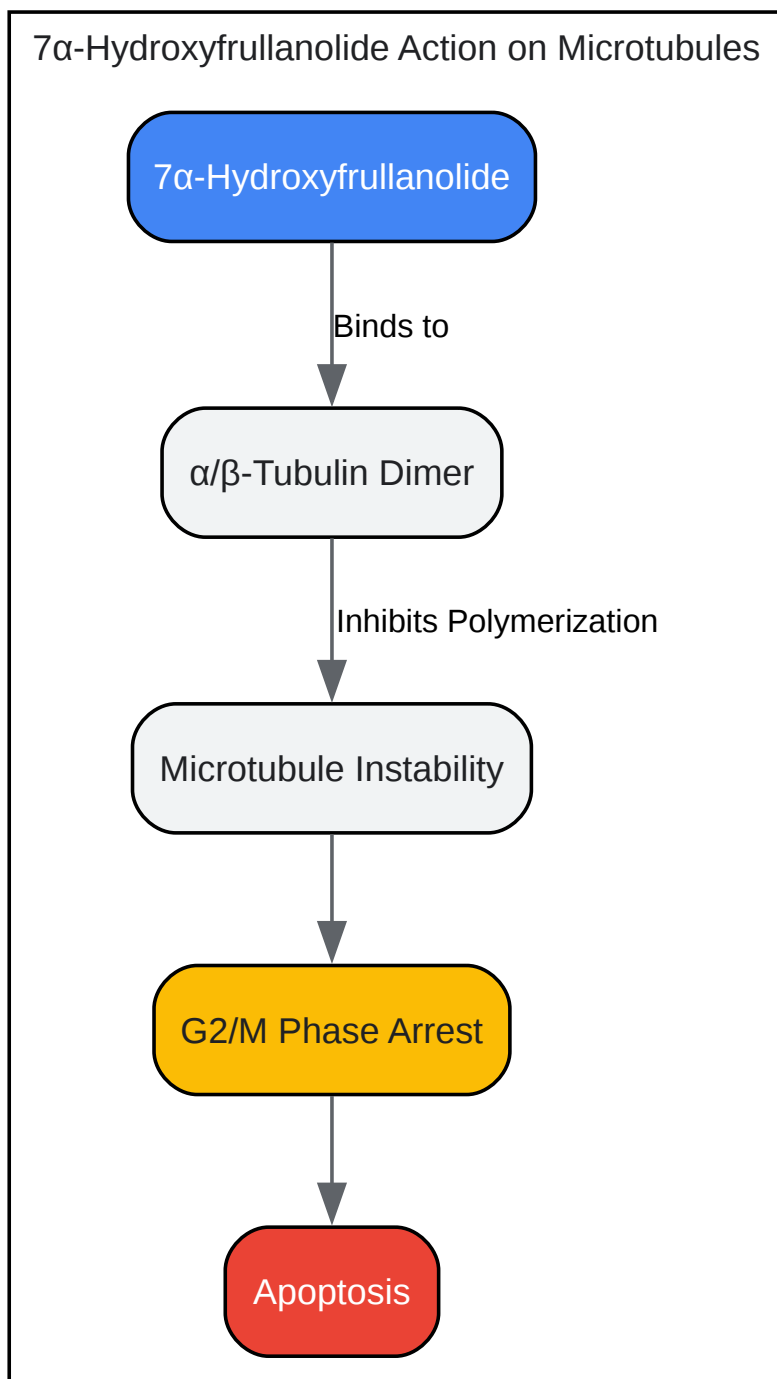 7α-Hydroxyfrullanolide Action on Microtubules
7α-Hydroxyfrullanolide
Binds to
α/β-Tubulin Dimer
Inhibits Polymerization
Microtubule Instability
G2/M Phase Arrest
Apoptosis